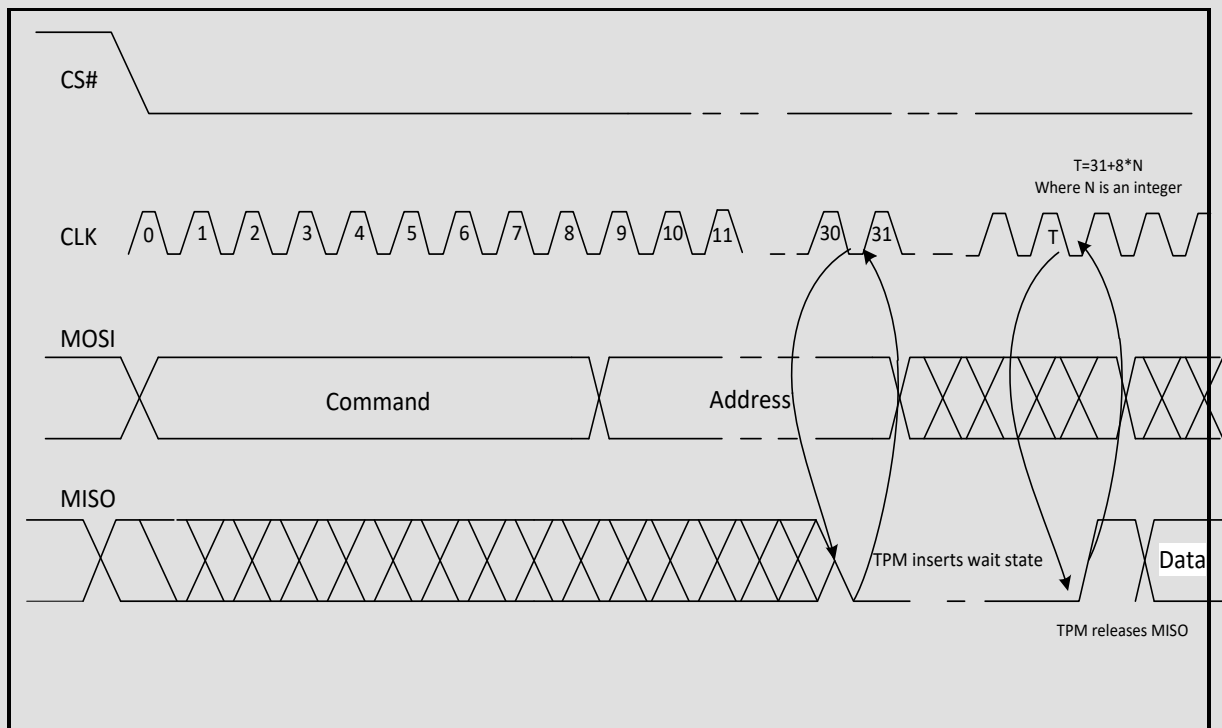 CS#
T=31+8*N
Where N is an integer
CLK
0 1 2 3 4 5 6 7 8 9 10 11 30 31 T
MOSI
Command
Address
MISO
TPM inserts wait state
Data
TPM releases MISO